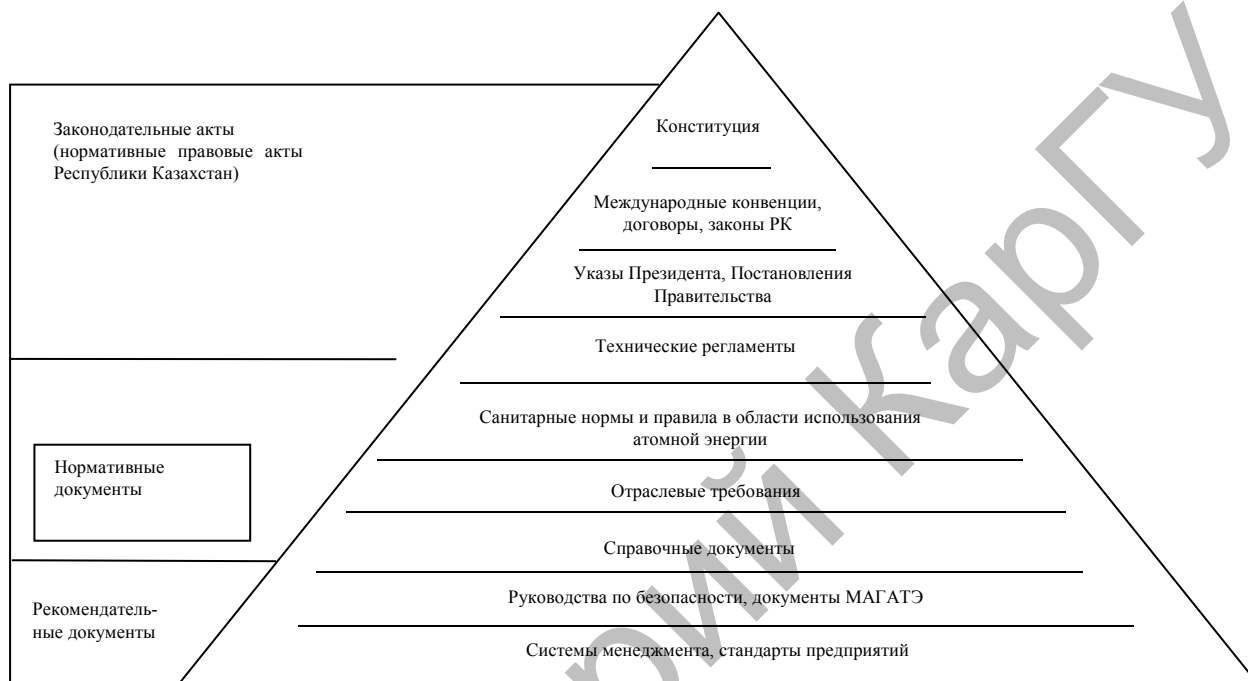 Законодательные акты
(нормативные правовые акты
Республики Казахстан)
Конституция
Международные конвенции,
договоры, законы РК
Указы Президента, Постановления
Правительства
Технические регламенты
Санитарные нормы и правила в области использования
атомной энергии
Нормативные
документы
Отраслевые требования
Справочные документы
Рекомендатель-
ные документы
Руководства по безопасности, документы МАГАТЭ
Системы менеджмента, стандарты предприятий
рий КарГУ